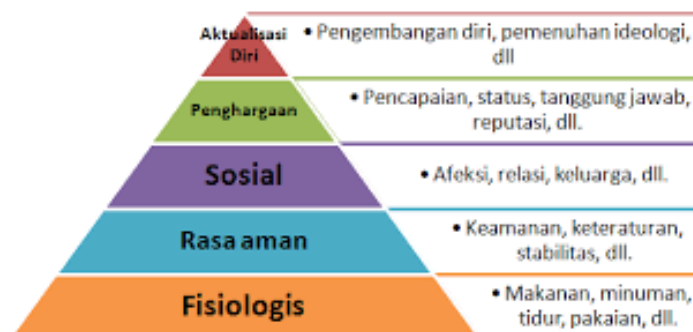 Aktualisasi
Diri
• Pengembangan diri, pemenuhan ideologi,
dll
Penghargaan
• Pencapaian, status, tanggung jawab,
reputasi, dll.
Sosial
• Afeksi, relasi, keluarga, dll.
Rasa aman
• Keamanan, keteraturan,
stabilitas, dll.
Fisiologis
• Makanan, minuman,
tidur, pakaian, dll.